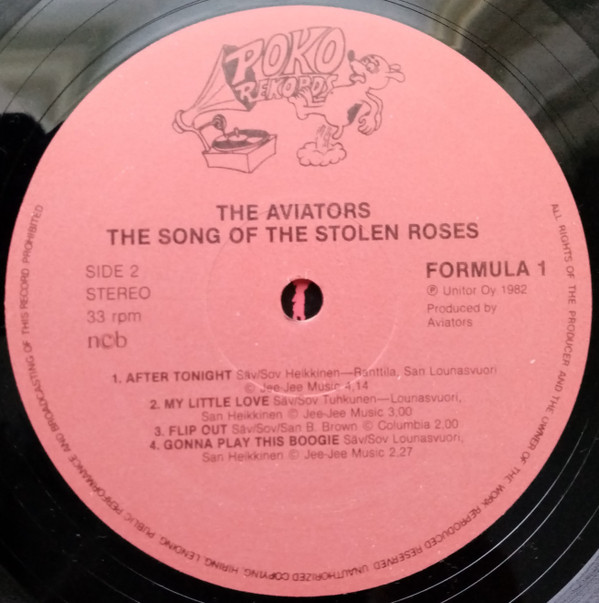 POKO
REKORDS
THE AVIATORS
THE SONG OF THE STOLEN ROSES
SIDE 2
STEREO
33 rpm
ncb
FORMULA 1
℗ Unitor Oy 1982
Produced by
Aviators
1. AFTER TONIGHT Säv/Sov Heikkinen—Ranttila, San Lounasvuori
© Jee-Jee Music 4,14
2. MY LITTLE LOVE Säv/Sov Tuhkunen—Lounasvuori,
San Heikkinen © Jee-Jee Music 3,00
3. FLIP OUT Säv/Sov/San B. Brown © Columbia 2,00
4. GONNA PLAY THIS BOOGIE Säv/Sov Lounasvuori,
San Heikkinen © Jee-Jee Music 2.27
ALL RIGHTS OF THE PRODUCER AND THE OWNER OF THE WORK REPRODUCED RESERVED UNAUTHORIZED COPYING, HIRING, LENDING, PUBLIC PERFORMANCE AND BROADCASTING OF THIS RECORD PROHIBITED